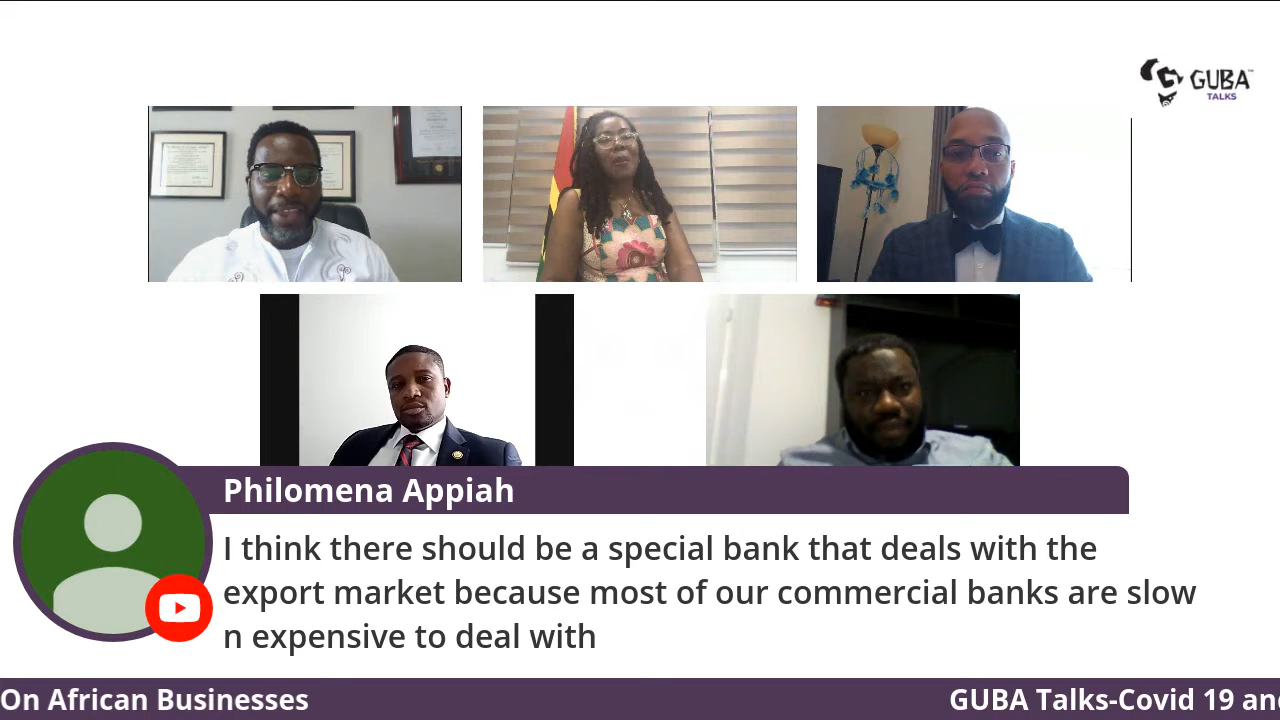 GUBA
TALKS
Philomena Appiah
I think there should be a special bank that deals with the
export market because most of our commercial banks are slow
n expensive to deal with
On African Businesses
GUBA Talks-Covid 19 an